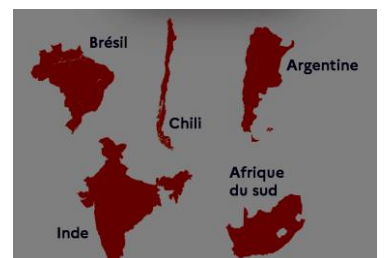 Brésil
Argentine
Chili
Afrique
du sud
Inde